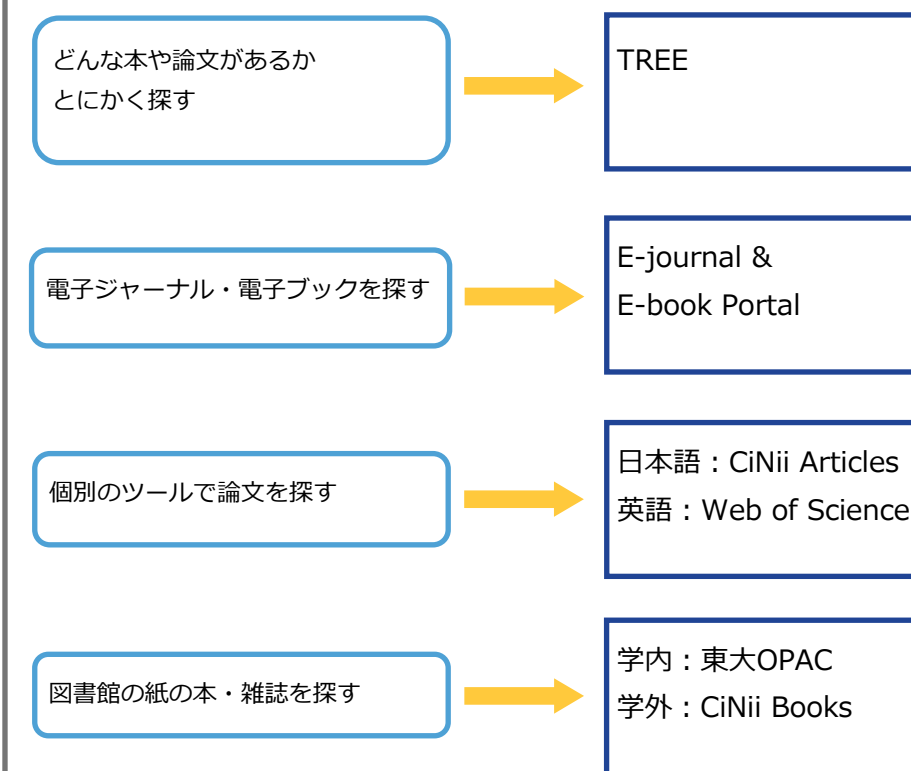 どんな本や論文があるか
とにかく探す
TREE
電子ジャーナル・電子ブックを探す
E-journal &
E-book Portal
個別のツールで論文を探す
日本語：CiNii Articles
英語：Web of Science
図書館の紙の本・雑誌を探す
学内：東大OPAC
学外：CiNii Books